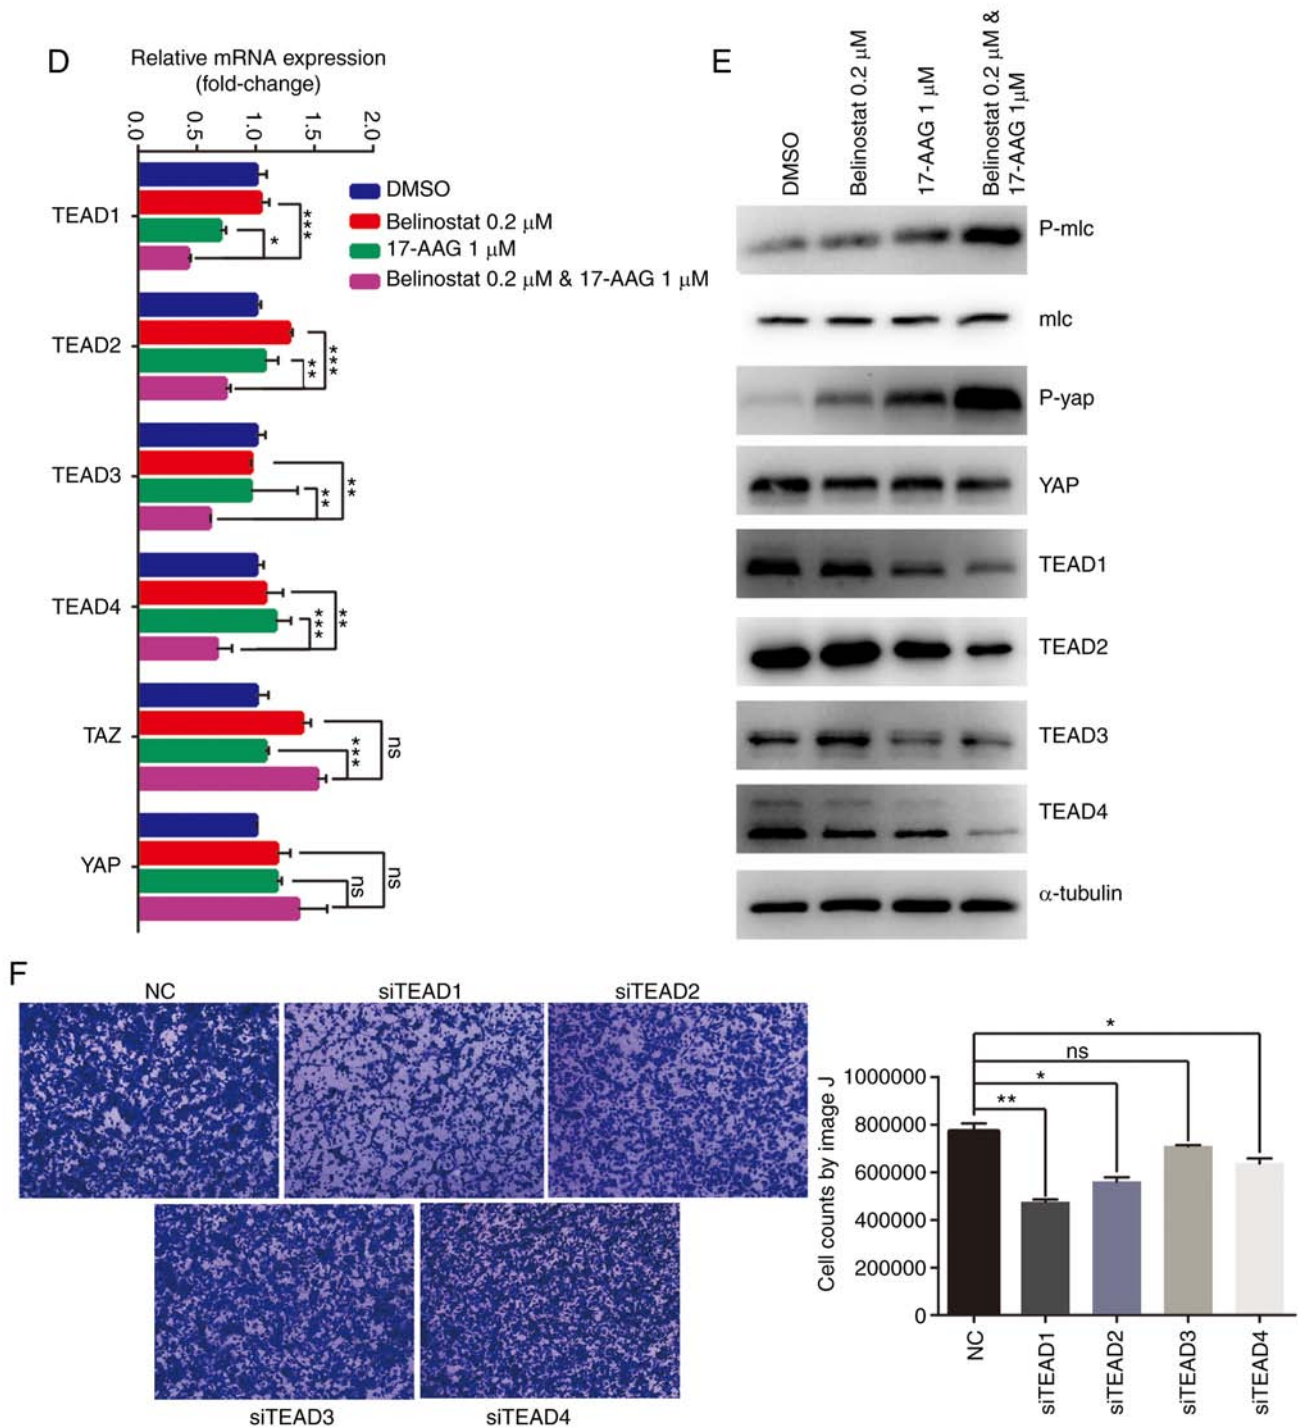 D
Relative mRNA expression
(fold-change)
0.0
0.5
1.0
1.5
2.0
DMSO
Belinostat 0.2 μM
17-AAG 1 μM
Belinostat 0.2 μM & 17-AAG 1 μM
TEAD1
*
***
TEAD2
**
***
TEAD3
**
**
TEAD4
***
**
TAZ
***
ns
YAP
ns
ns
E
DMSO
Belinostat 0.2 μM
17-AAG 1 μM
Belinostat 0.2 μM &
17-AAG 1μM
P-mlc
mlc
P-yap
YAP
TEAD1
TEAD2
TEAD3
TEAD4
α-tubulin
F
NC
siTEAD1
siTEAD2
siTEAD3
siTEAD4
Cell counts by image J
1000000
800000
600000
400000
200000
0
*
ns
*
**
NC
siTEAD1
siTEAD2
siTEAD3
siTEAD4